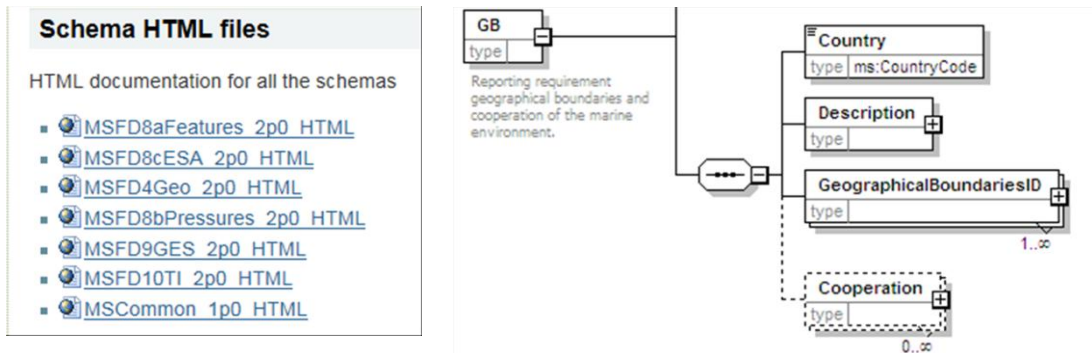 Schema HTML files
HTML documentation for all the schemas
MSFD8aFeatures_2p0_HTML
MSFD8cESA_2p0_HTML
MSFD4Geo_2p0_HTML
MSFD8bPressures_2p0_HTML
MSFD9GES_2p0_HTML
MSFD10TI_2p0_HTML
MSCommon_1p0_HTML
GB
type
Reporting requirement
geographical boundaries and
cooperation of the marine
environment.
Country
type ms:CountryCode
Description
type
GeographicalBoundariesID
type
1..∞
Cooperation
type
0..∞